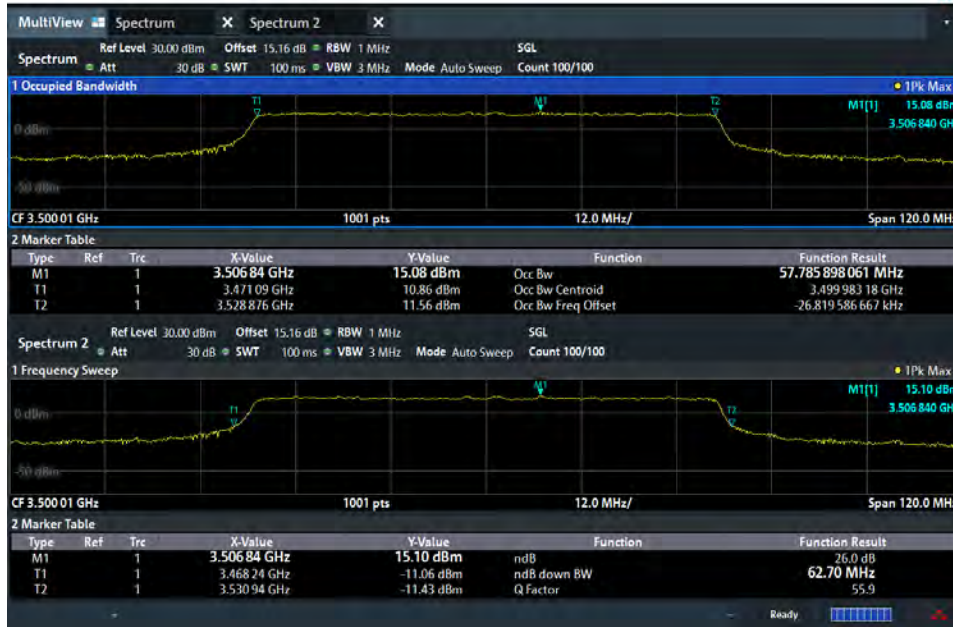 MultiView Spectrum X Spectrum 2 X
Ref Level 30.00 dBm Offset 15.16 dB RBW 1 MHz SGL
Spectrum Att 30 dB SWT 100 ms VBW 3 MHz Mode Auto Sweep Count 100/100
1 Occupied Bandwidth 1Pk Max
T1 M1 T2 M1[1] 15.08 dBm
0 dBm 3.506 840 GH
-50 dBm
CF 3.500 01 GHz 1001 pts 12.0 MHz/ Span 120.0 MH
2 Marker Table
Type Ref Trc X-Value Y-Value Function Function Result
M1 1 3.506 84 GHz 15.08 dBm Occ Bw 57.785 898 061 MHz
T1 1 3.471 09 GHz 10.86 dBm Occ Bw Centroid 3.499 983 18 GHz
T2 1 3.528 876 GHz 11.56 dBm Occ Bw Freq Offset -26.819 586 667 kHz
Ref Level 30.00 dBm Offset 15.16 dB RBW 1 MHz SGL
Spectrum 2 Att 30 dB SWT 100 ms VBW 3 MHz Mode Auto Sweep Count 100/100
1 Frequency Sweep 1Pk Max
M1 M1[1] 15.10 dBm
T1 T2 0 dBm 3.506 840 GH
-50 dBm
CF 3.500 01 GHz 1001 pts 12.0 MHz/ Span 120.0 MH
2 Marker Table
Type Ref Trc X-Value Y-Value Function Function Result
M1 1 3.506 84 GHz 15.10 dBm ndB 26.0 dB
T1 1 3.468 24 GHz -11.06 dBm ndB down BW 62.70 MHz
T2 1 3.530 94 GHz -11.43 dBm Q Factor 55.9
Ready